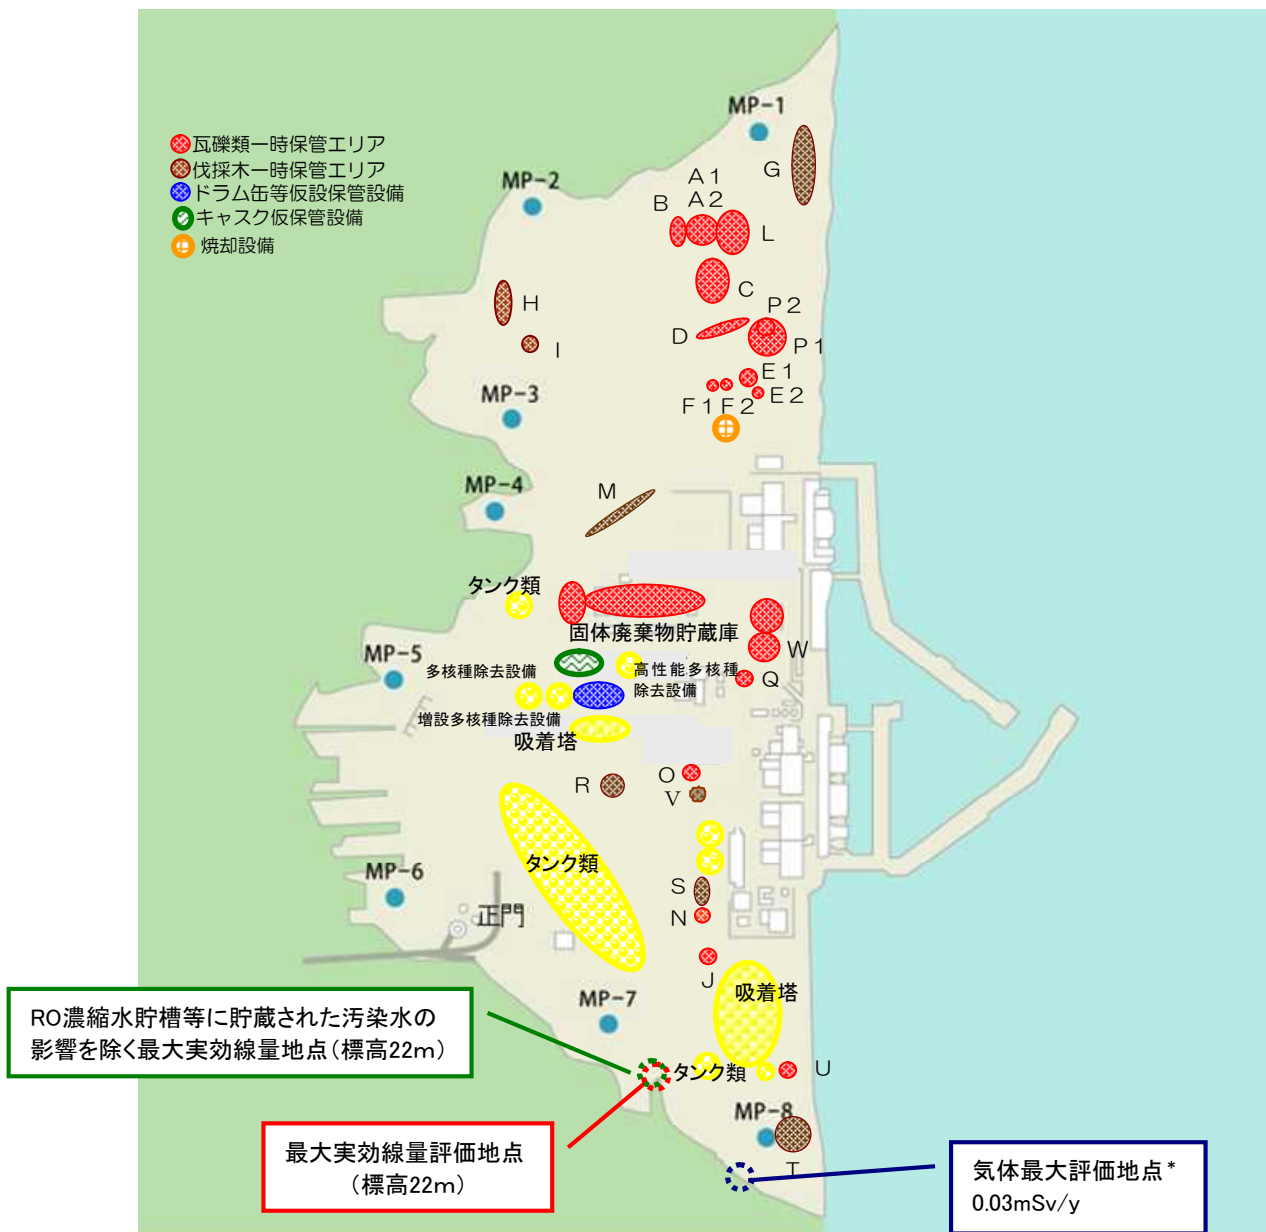 MP-1
瓦礫類一時保管エリア
伐採木一時保管エリア
ドラム缶等仮設保管設備
キャスク仮保管設備
焼却設備
G
A1
A2
MP-2
B
L
C
H
P2
D
P1
I
E1
E2
F1 F2
MP-3
MP-4
M
タンク類
固体廃棄物貯蔵庫
W
MP-5
多核種除去設備
高性能多核種
除去設備
Q
増設多核種除去設備
吸着塔
O
R
V
タンク類
MP-6
S
N
正門
J
吸着塔
MP-7
RO濃縮水貯槽等に貯蔵された汚染水の
影響を除く最大実効線量地点(標高22m)
タンク類
U
MP-8
T
最大実効線量評価地点
(標高22m)
気体最大評価地点*
0.03mSv/y